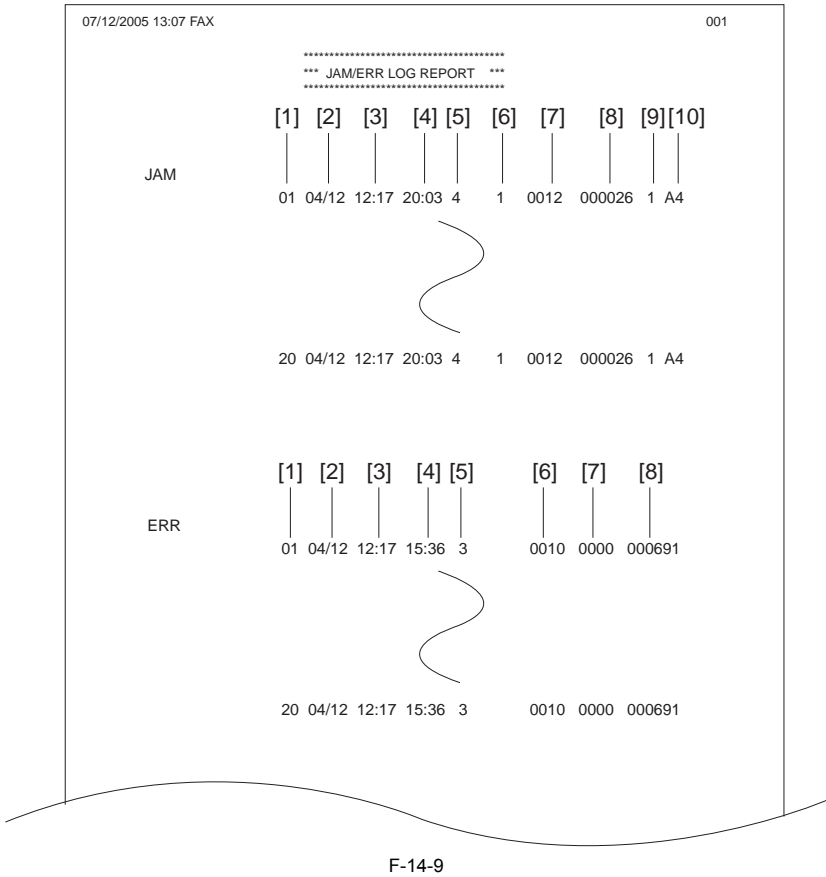 07/12/2005 13:07 FAX 001
***************************************
*** JAM/ERR LOG REPORT ***
***************************************
[1] [2] [3] [4] [5] [6] [7] [8] [9] [10]
JAM
01 04/12 12:17 20:03 4 1 0012 000026 1 A4
20 04/12 12:17 20:03 4 1 0012 000026 1 A4
[1] [2] [3] [4] [5] [6] [7] [8]
ERR
01 04/12 12:17 15:36 3 0010 0000 000691
20 04/12 12:17 15:36 3 0010 0000 000691
F-14-9